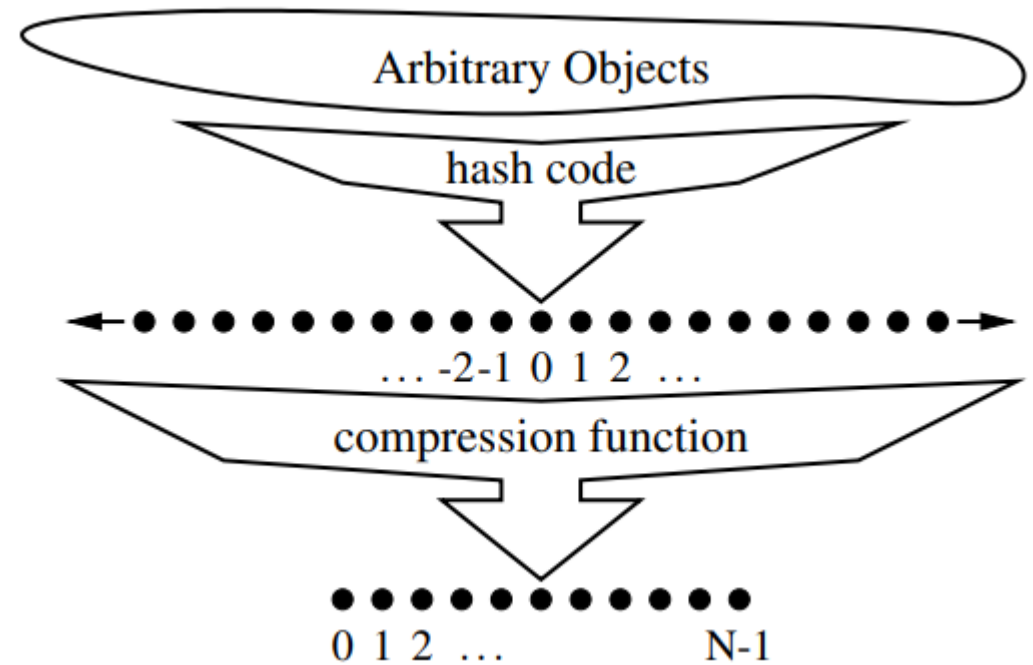 Arbitrary Objects
hash code
... -2-1 0 1 2 ...
compression function
0 1 2 ... N-1